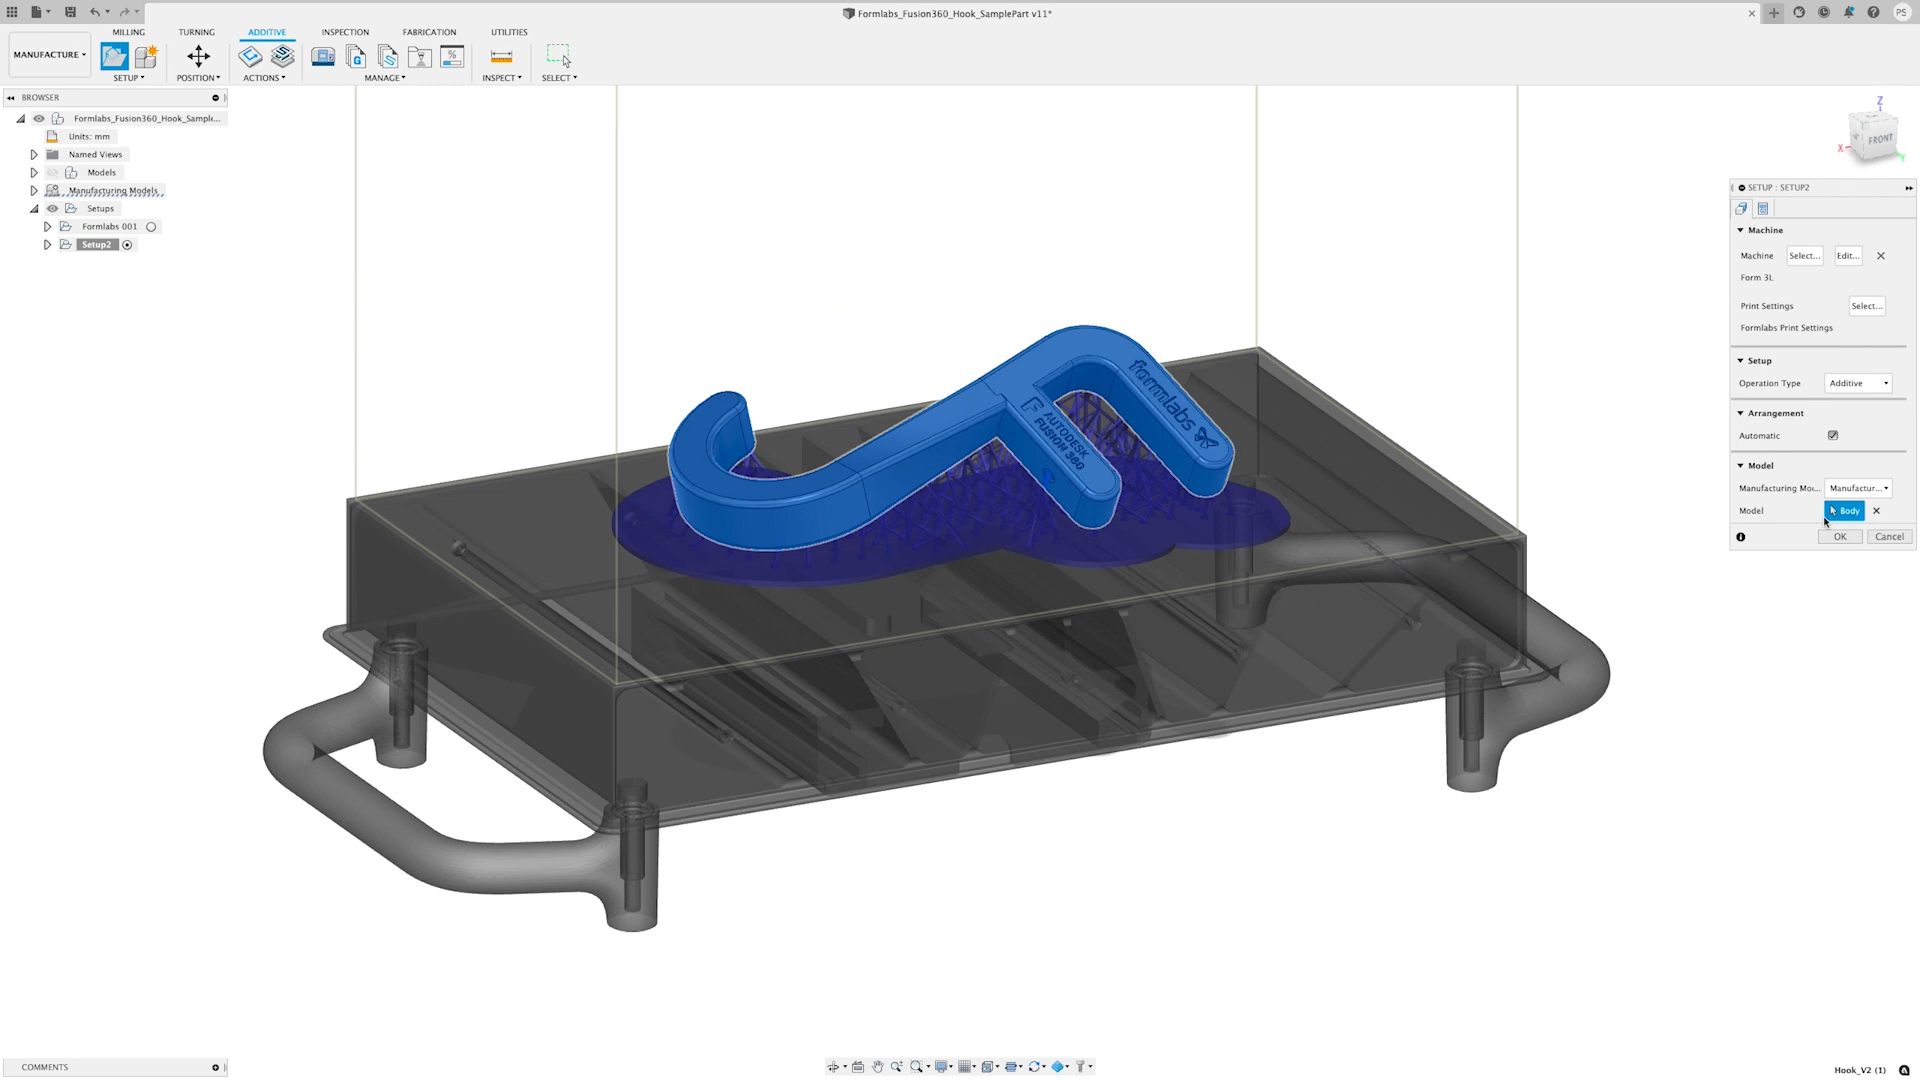 Formlabs_Fusion360_Hook_SamplePart v11*
PS
MANUFACTURE
MILLING
TURNING
ADDITIVE
INSPECTION
FABRICATION
UTILITIES
SETUP
POSITION
ACTIONS
MANAGE
INSPECT
SELECT
BROWSER
Formlabs_Fusion360_Hook_Sample...
Units: mm
Named Views
Models
Manufacturing Models
Setups
Formlabs 001
Setup2
Z
FRONT
X
Y
SETUP : SETUP2
Machine
Machine
Select...
Edit...
Form 3L
Print Settings
Select...
Formlabs Print Settings
Setup
Operation Type
Additive
Arrangement
Automatic
Model
Manufacturing Mo...
Manufactur...
Model
Body
OK
Cancel
formlabs
AUTODESK
FUSION 360
COMMENTS
Hook_V2 (1)